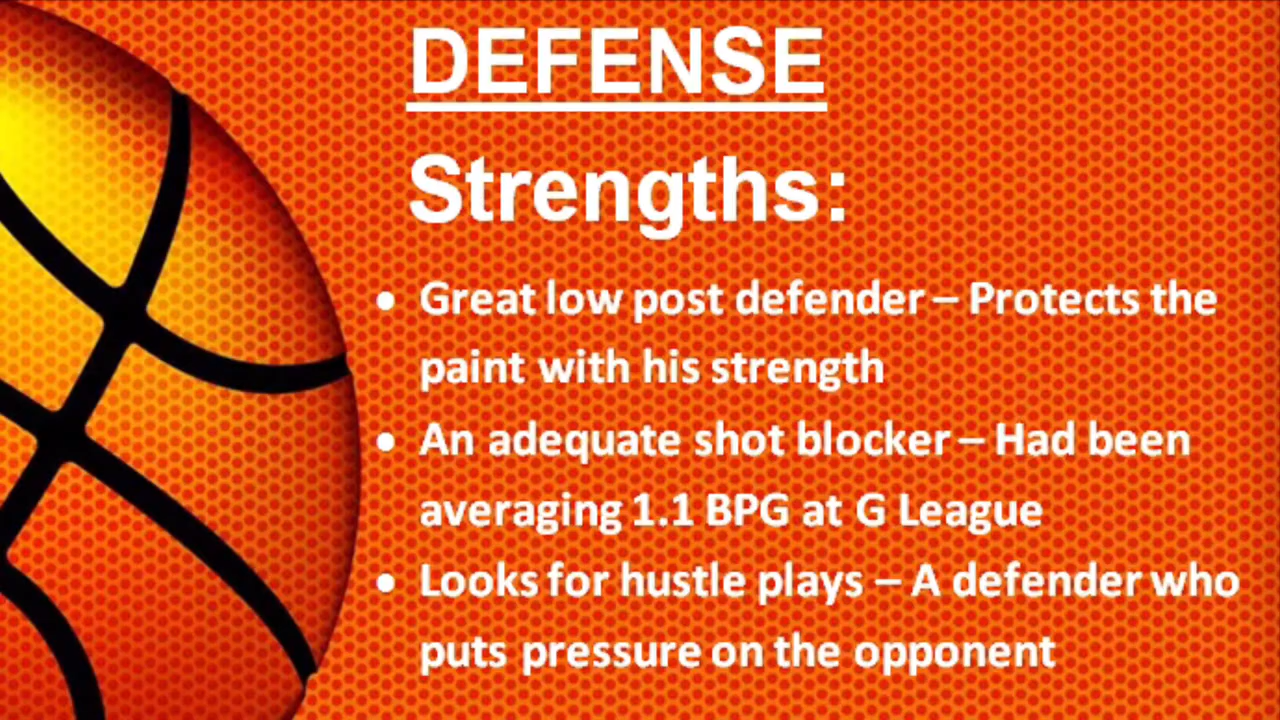 DEFENSE
Strengths:
• Great low post defender – Protects the
paint with his strength
• An adequate shot blocker – Had been
averaging 1.1 BPG at G League
• Looks for hustle plays – A defender who
puts pressure on the opponent